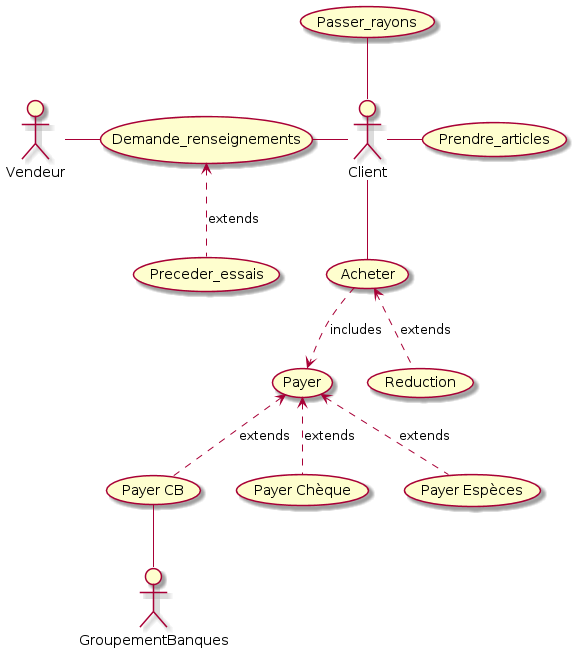 Passer_rayons
Vendeur
Demande_renseignements
Client
Prendre_articles
extends
Preceder_essais
Acheter
includes
extends
Payer
Reduction
extends
extends
extends
Payer CB
Payer Chèque
Payer Espèces
GroupementBanques